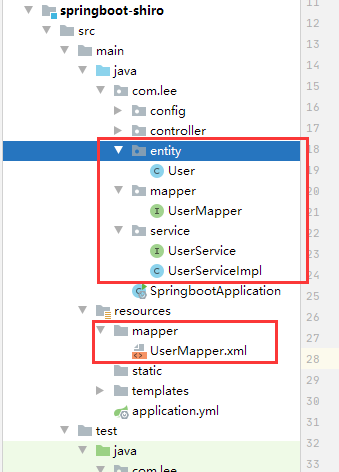 springboot-shiro
src
main
java
com.lee
config
controller
entity
User
mapper
UserMapper
service
UserService
UserServiceImpl
SpringbootApplication
resources
mapper
UserMapper.xml
static
templates
application.yml
test
java
com.lee
11
12
13
14
15
16
17
18
19
20
21
22
23
24
25
26
27
28
29
30
31
32
33